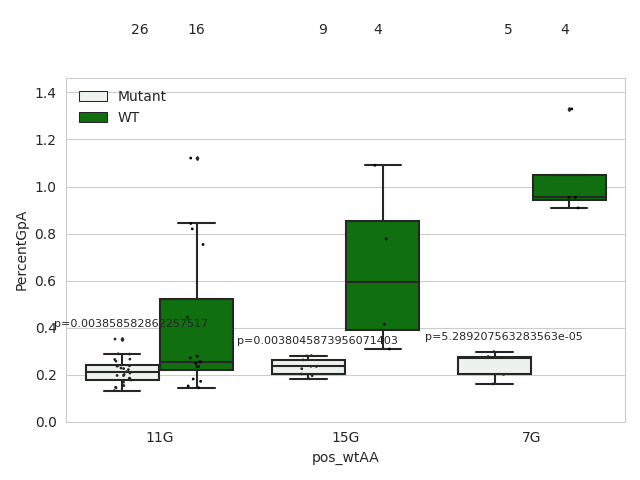 26 16 9 4 5 4
1.4
Mutant
WT
1.2
1.0
0.8
0.6
0.4
0.2
0.0
PercentGpA
p=0.003858582862257517
p=0.0038045873956071403
p=5.289207563283563e-05
11G 15G 7G
pos_wtAA